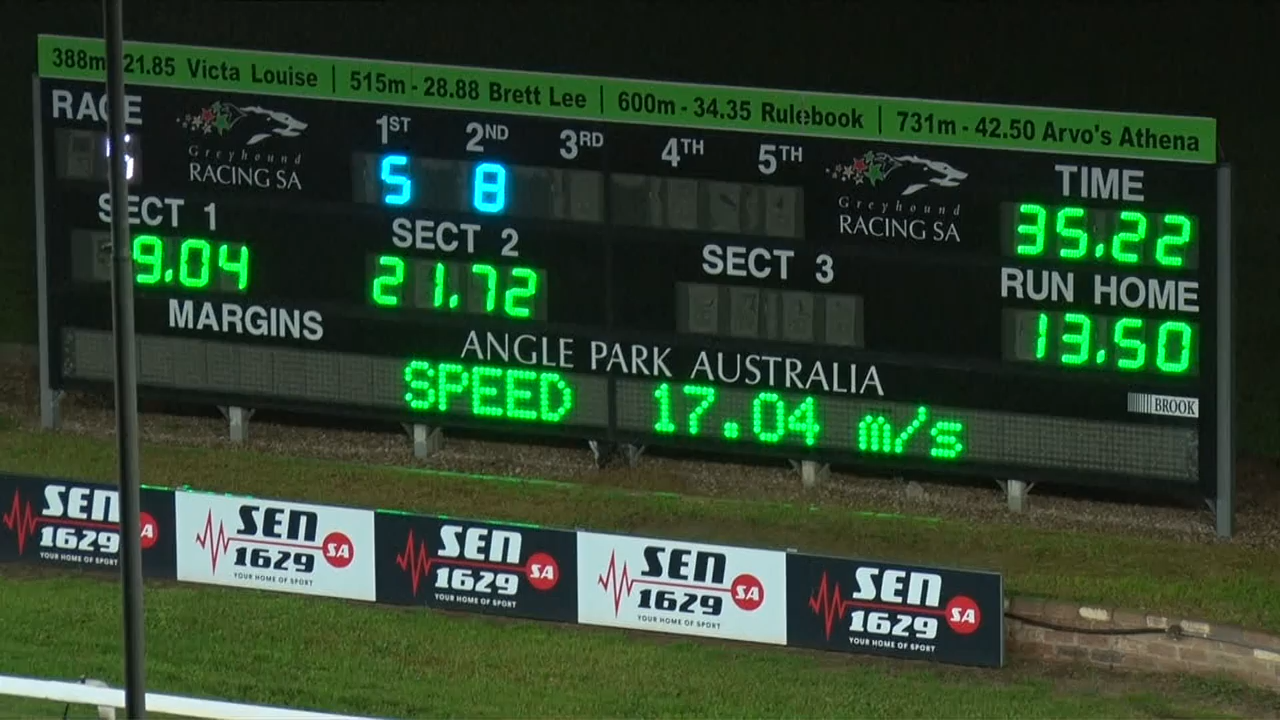 388m 21.85 Victa Louise | 515m - 28.88 Brett Lee | 600m - 34.35 Rulebook | 731m - 42.50 Arvo's Athena
RACE
Greyhound
RACING SA
1ST 2ND 3RD 4TH 5TH
5 8
Greyhound
RACING SA
TIME
35.22
SECT 1
9.04
SECT 2
21.72
SECT 3
RUN HOME
13.50
MARGINS
ANGLE PARK AUSTRALIA
BROOK
SPEED 17.04 m/s
SEN
1629
YOUR HOME OF SPORT
SEN
1629
SA
YOUR HOME OF SPORT
SEN
1629
SA
YOUR HOME OF SPORT
SEN
1629
SA
YOUR HOME OF SPORT
SEN
1629
SA
YOUR HOME OF SPORT